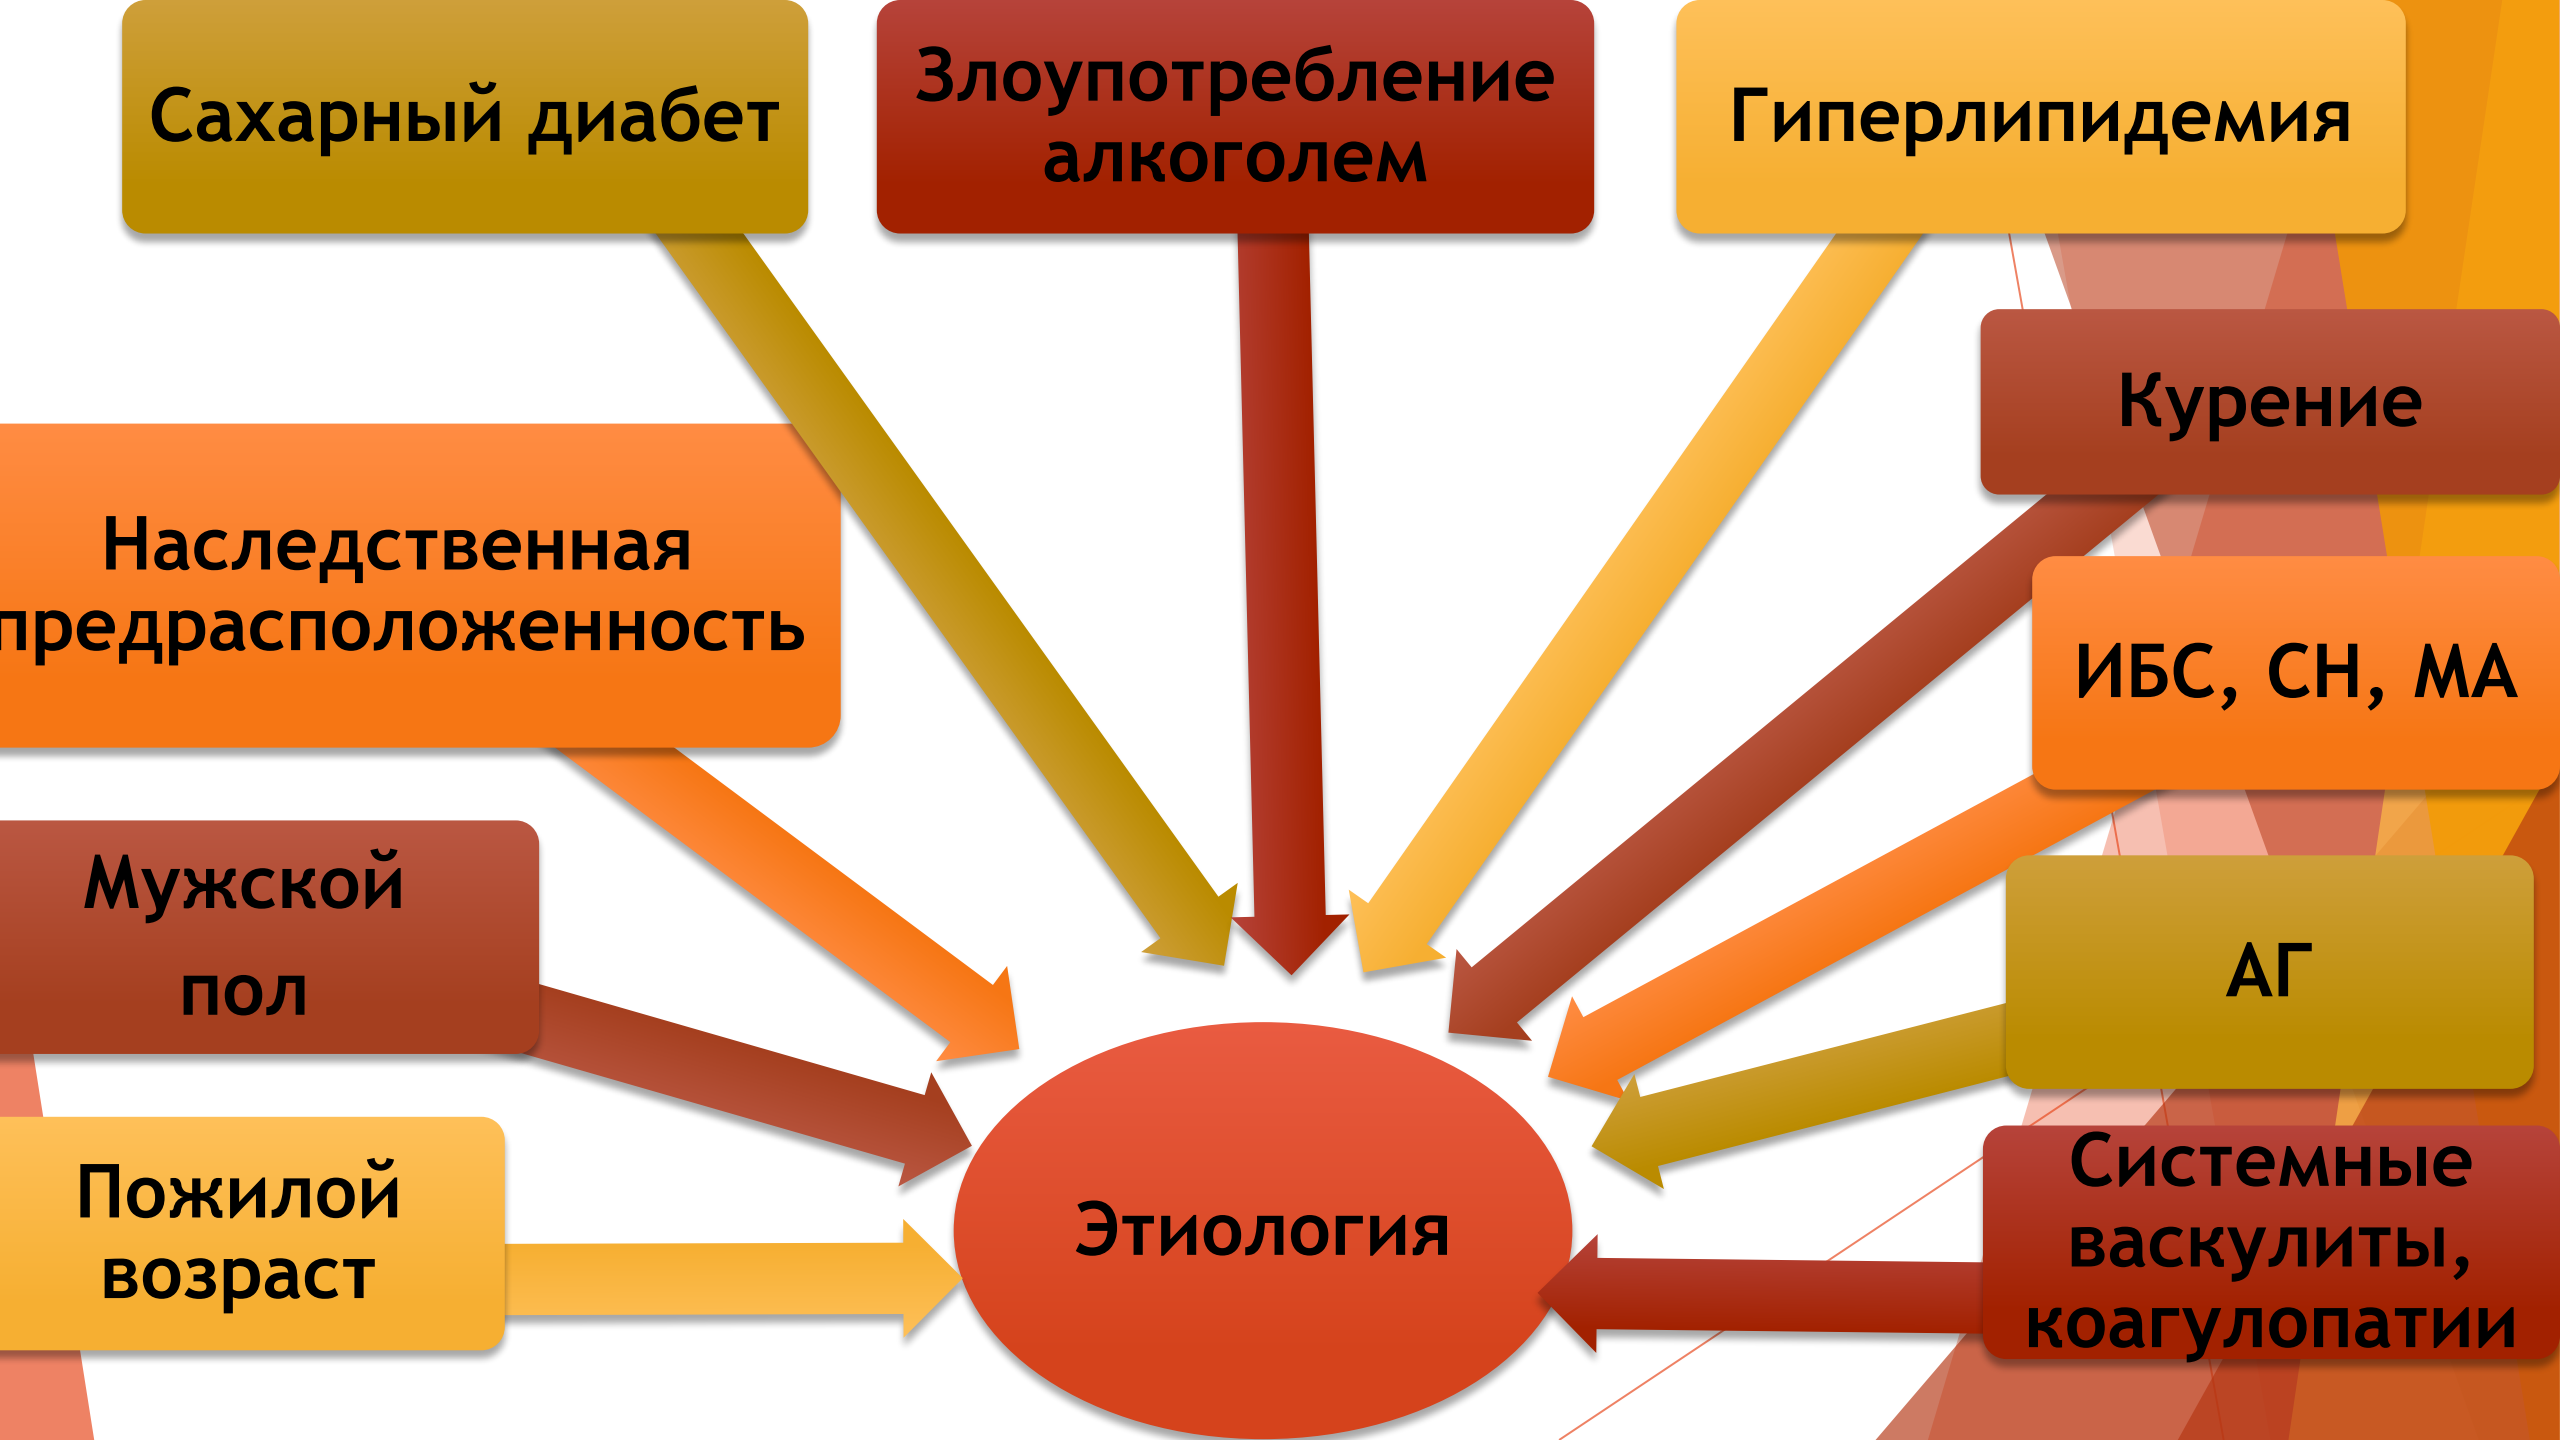 Сахарный диабет
Злоупотребление
алкоголем
Гиперлипидемия
Курение
Наследственная
предрасположенность
ИБС, СН, МА
Мужской
пол
АГ
Пожилой
возраст
Этиология
Системные
васкулиты,
коагулопатии